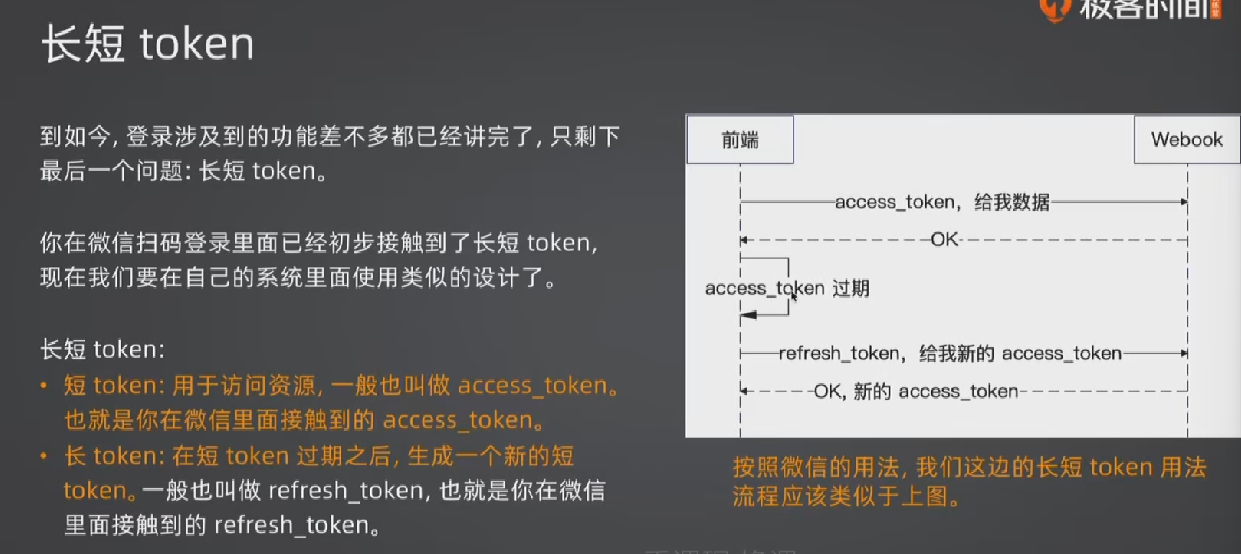 极客时间
长短 token
到如今, 登录涉及到的功能差不多都已经讲完了, 只剩下
最后一个问题: 长短 token。
你在微信扫码登录里面已经初步接触到了长短 token,
现在我们要在自己的系统里面使用类似的设计了。
长短 token:
• 短 token: 用于访问资源, 一般也叫做 access_token。
也就是你在微信里面接触到的 access_token。
• 长 token: 在短 token 过期之后, 生成一个新的短
token。一般也叫做 refresh_token, 也就是你在微信
里面接触到的 refresh_token。
前端
Webook
access_token，给我数据
OK
access_token 过期
refresh_token，给我新的 access_token
OK, 新的 access_token
按照微信的用法, 我们这边的长短 token 用法
流程应该类似于上图。